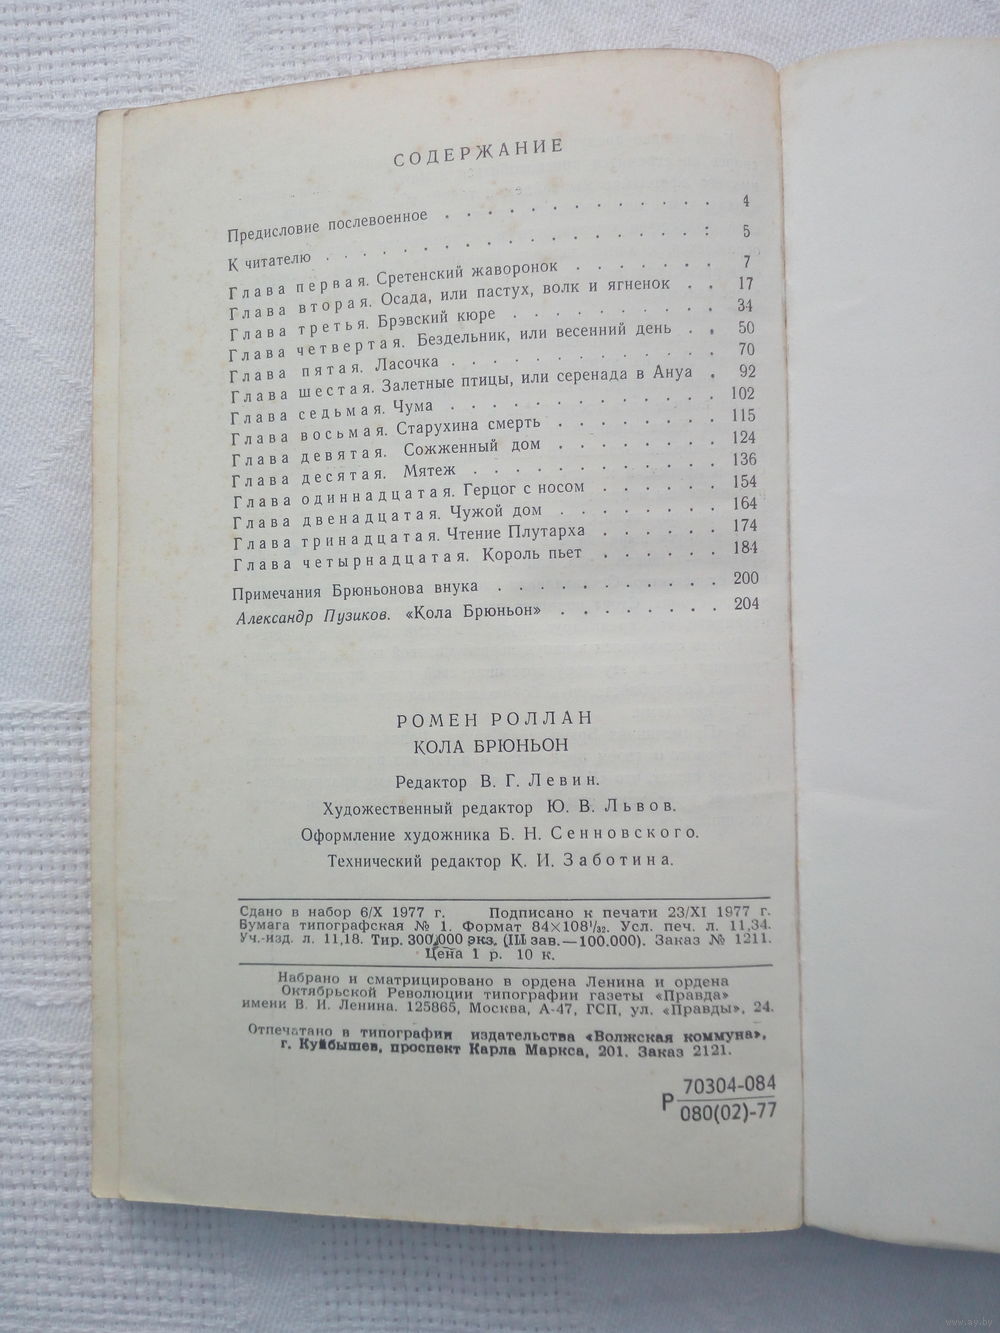 СОДЕРЖАНИЕ
Предисловие послевоенное . . . . . . . . . . . . 4
К читателю . . . . . . . . . . . . . . . 5
Глава первая. Сретенский жаворонок . . . . . . 7
Глава вторая. Осада, или пастух, волк и ягненок . . 17
Глава третья. Брэвский кюре . . . . . . . . . 34
Глава четвертая. Бездельник, или весенний день . . 50
Глава пятая. Ласочка . . . . . . . . . . . . 70
Глава шестая. Залетные птицы, или серенада в Ануа . 92
Глава седьмая. Чума . . . . . . . . . . . . 102
Глава восьмая. Старухина смерть . . . . . . . . 115
Глава девятая. Сожженный дом . . . . . . . . 124
Глава десятая. Мятеж . . . . . . . . . . . 136
Глава одиннадцатая. Герцог с носом . . . . . . 154
Глава двенадцатая. Чужой дом . . . . . . . . 164
Глава тринадцатая. Чтение Плутарха . . . . . . 174
Глава четырнадцатая. Король пьет . . . . . . 184
Примечания Брюньонова внука . . . . . . . . . . 200
Александр Пузиков. «Кола Брюньон» . . . . . . . . 204
РОМЕН РОЛЛАН
КОЛА БРЮНЬОН
Редактор В. Г. Левин.
Художественный редактор Ю. В. Львов.
Оформление художника Б. Н. Сенновского.
Технический редактор К. И. Заботина.
Сдано в набор 6/X 1977 г. Подписано к печати 23/XI 1977 г.
Бумага типографская № 1. Формат 84×108¹/₃₂. Усл. печ. л. 11,34.
Уч.-изд. л. 11,18. Тир. 300 000 экз. (III зав.—100.000). Заказ № 1211.
Цена 1 р. 10 к.
Набрано и сматрицировано в ордена Ленина и ордена
Октябрьской Революции типографии газеты «Правда»
имени В. И. Ленина. 125865, Москва, А-47, ГСП, ул. «Правды», 24.
Отпечатано в типографии издательства «Волжская коммуна»,
г. Куйбышев, проспект Карла Маркса, 201. Заказ 2121.
Р 70304-084
080(02)-77
www.ay.by